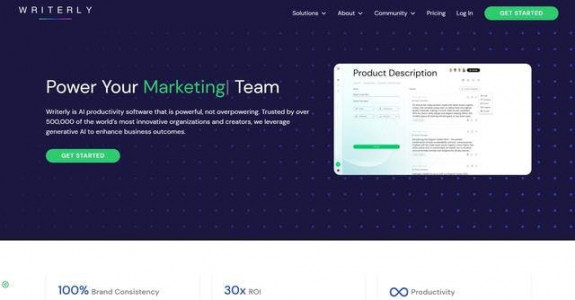 WRITERLY
Solutions About Community Pricing Log In GET STARTED
Power Your Marketing| Team
Writerly is AI productivity software that is powerful, not overpowering. Trusted by over
500,000 of the world's most innovative organizations and creators, we leverage
generative AI to enhance business outcomes.
GET STARTED
Product Description
100% Brand Consistency
30x ROI
∞ Productivity